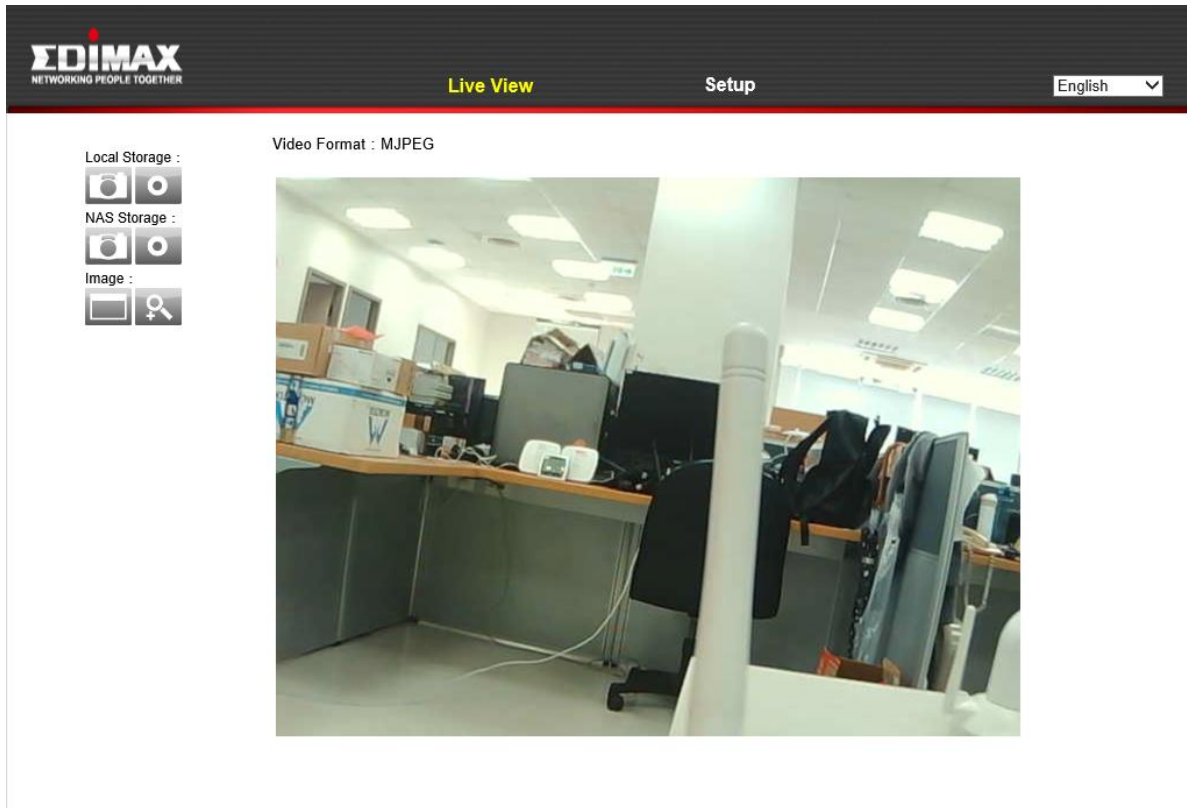 EDIMAX
NETWORKING PEOPLE TOGETHER
Live View
Setup
English
Video Format : MJPEG
Local Storage :
NAS Storage :
Image :